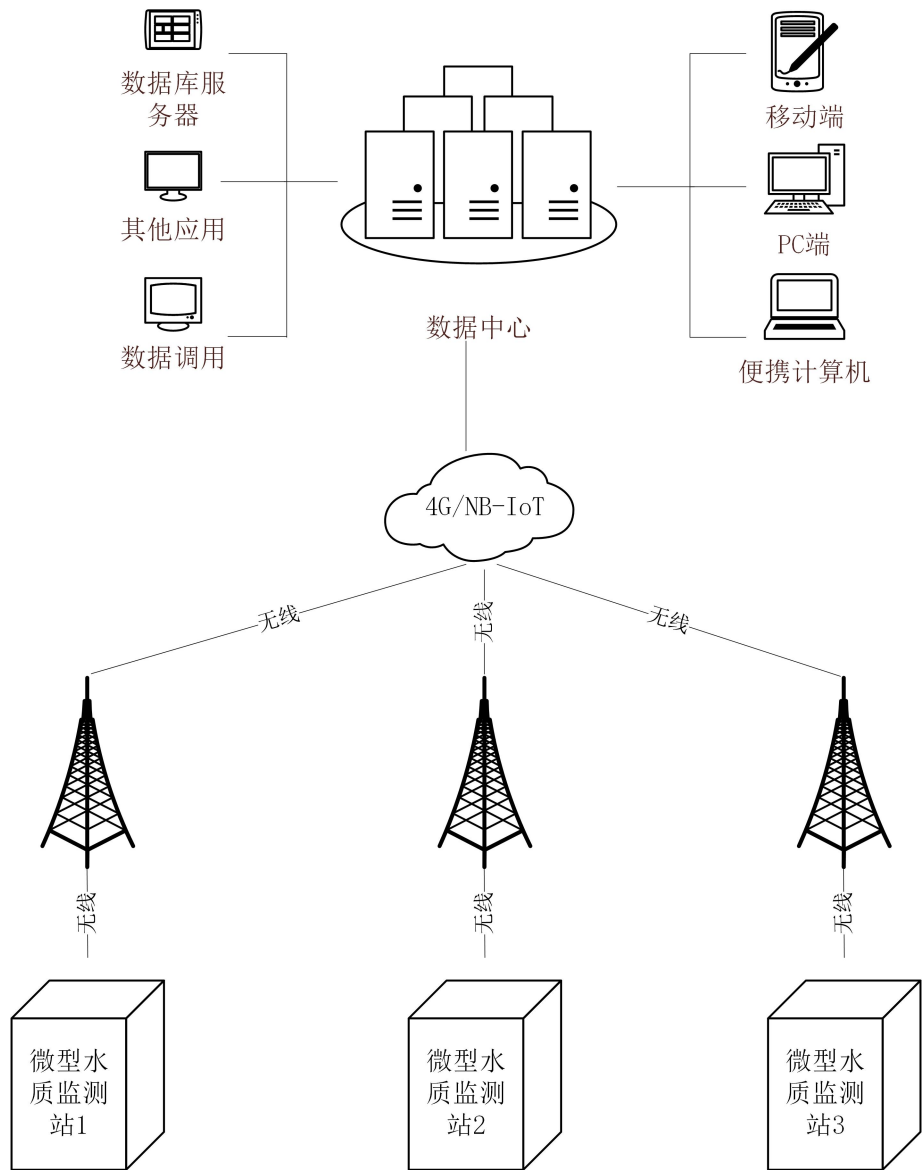 数据库服
务器
移动端
其他应用
PC端
数据中心
数据调用
便携计算机
4G/NB-IoT
无线
无线
无线
无线
无线
无线
微型水
质监测
站1
微型水
质监测
站2
微型水
质监测
站3